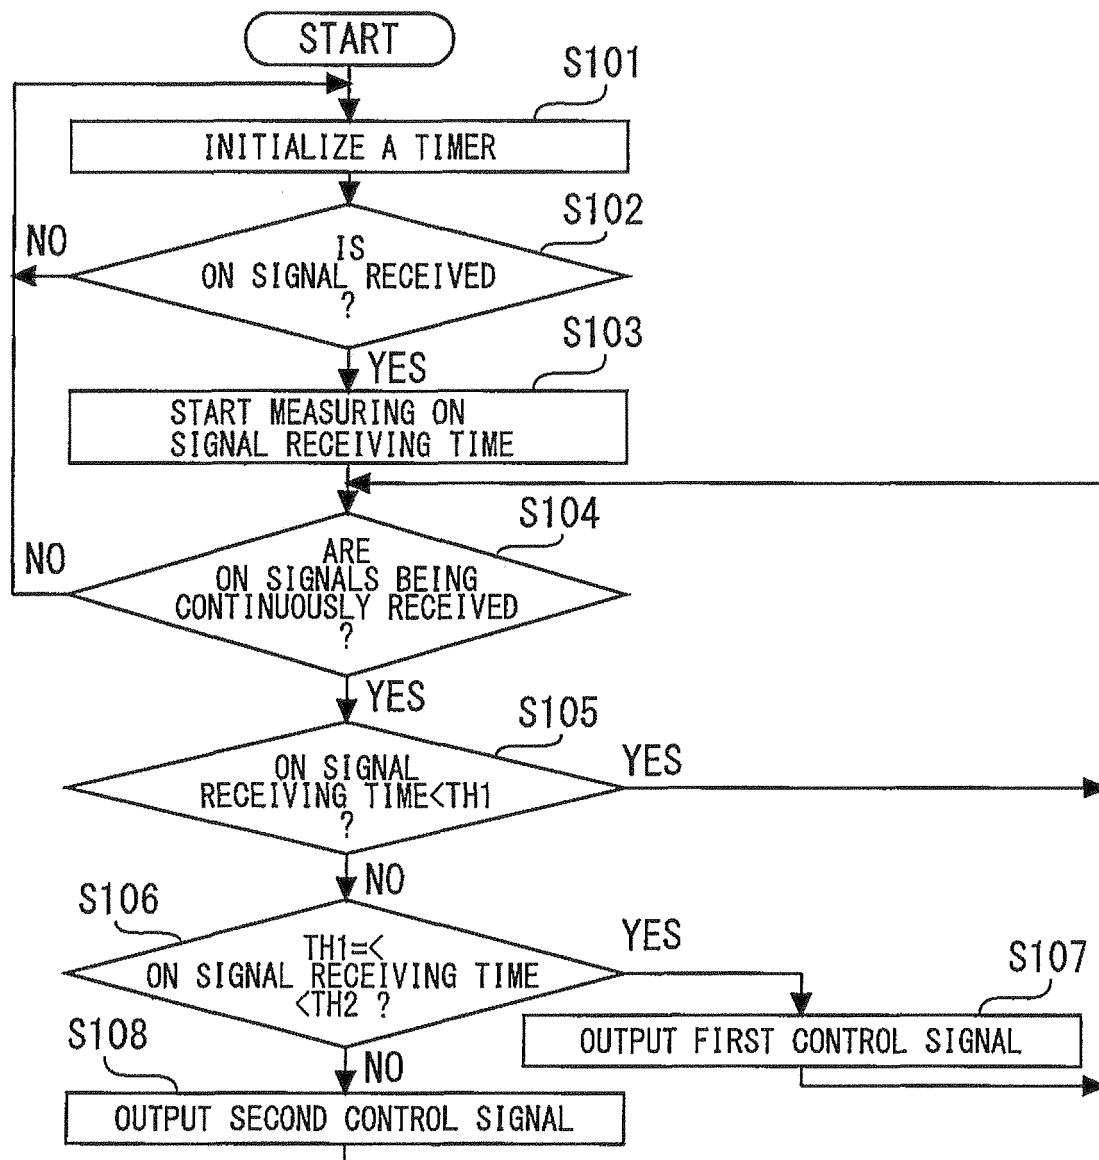 START
S101
INITIALIZE A TIMER
S102
NO
IS
ON SIGNAL RECEIVED
?
S103
YES
START MEASURING ON
SIGNAL RECEIVING TIME
S104
NO
ARE
ON SIGNALS BEING
CONTINUOUSLY RECEIVED
?
YES
S105
ON SIGNAL
RECEIVING TIME<TH1
?
YES
NO
S106
TH1=<
ON SIGNAL RECEIVING TIME
<TH2 ?
YES
S107
OUTPUT FIRST CONTROL SIGNAL
S108
NO
OUTPUT SECOND CONTROL SIGNAL